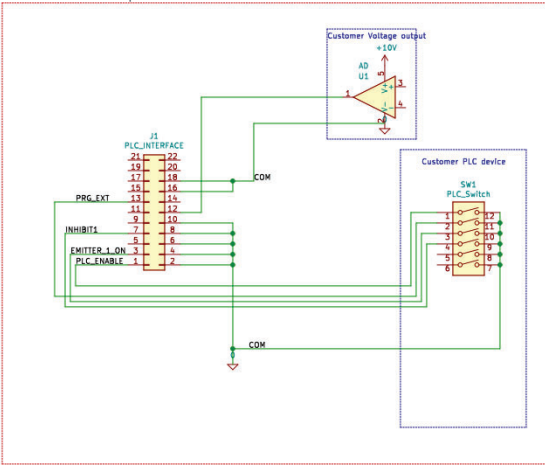 Customer Voltage output
+10V
AD
U1
5
V+
+
3
1
-
4
V-
2
J1
PLC_INTERFACE
21 22
19 20
17 18
15 16
13 14
11 12
9 10
7 8
5 6
3 4
1 2
COM
PRG_EXT
INHIBIT1
EMITTER_1_ON
PLC_ENABLE
COM
0
Customer PLC device
SW1
PLC_Switch
1 12
2 11
3 10
4 9
5 8
6 7